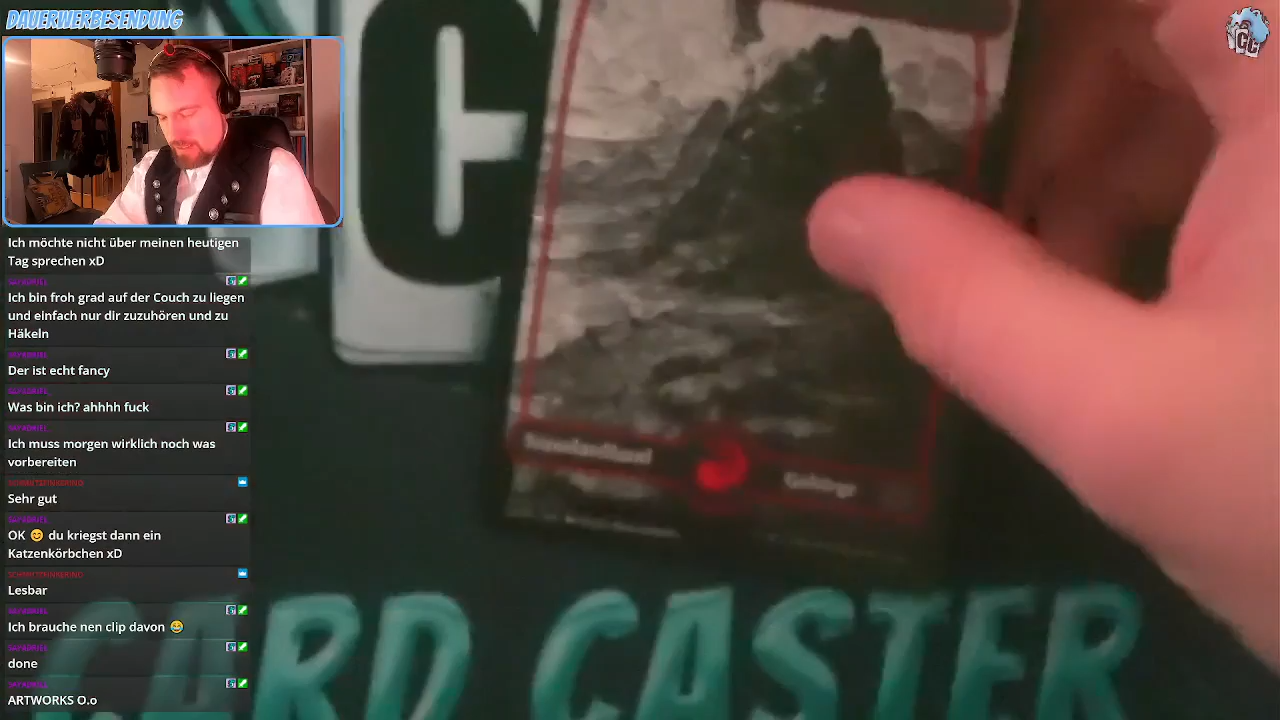 DAUERWERBESENDUNG
Ich möchte nicht über meinen heutigen
Tag sprechen xD
Ich bin froh grad auf der Couch zu liegen
und einfach nur dir zuzuhören und zu
Häkeln
Der ist echt fancy
Was bin ich? ahhhh fuck
Ich muss morgen wirklich noch was
vorbereiten
Sehr gut
OK 😊 du kriegst dann ein
Katzenkörbchen xD
Lesbar
Ich brauche nen clip davon 😂
done
ARTWORKS O.o
Gebirge
CARD CASTER